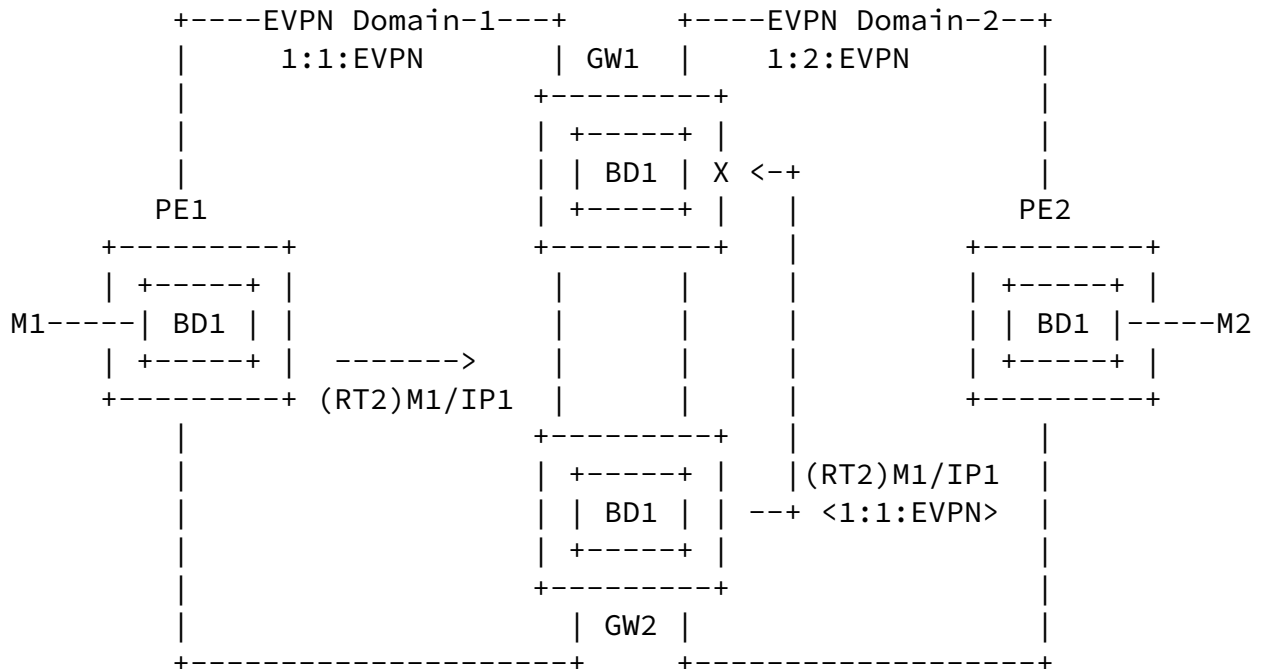 +----EVPN Domain-1---+      +----EVPN Domain-2--+
|     1:1:EVPN       | GW1  |    1:2:EVPN       |
|                  +---------+                |
|                  | +-----+ |                |
|                  | | BD1 | X <-+            |
PE1                | +-----+ |   |           PE2
+---------+            +---------+   |        +---------+
| +-----+ |             |      |     |        | +-----+ |
M1-----| BD1 | |             |      |     |        | | BD1 |-----M2
| +-----+ |  ------->   |      |     |        | +-----+ |
+---------+ (RT2)M1/IP1  |      |     |        +---------+
|                  +---------+   |            |
|                  | +-----+ |   |(RT2)M1/IP1 |
|                  | | BD1 | | --+ <1:1:EVPN> |
|                  | +-----+ |                |
|                  +---------+                |
|                    | GW2 |                  |
+---------------------+     +------------------+